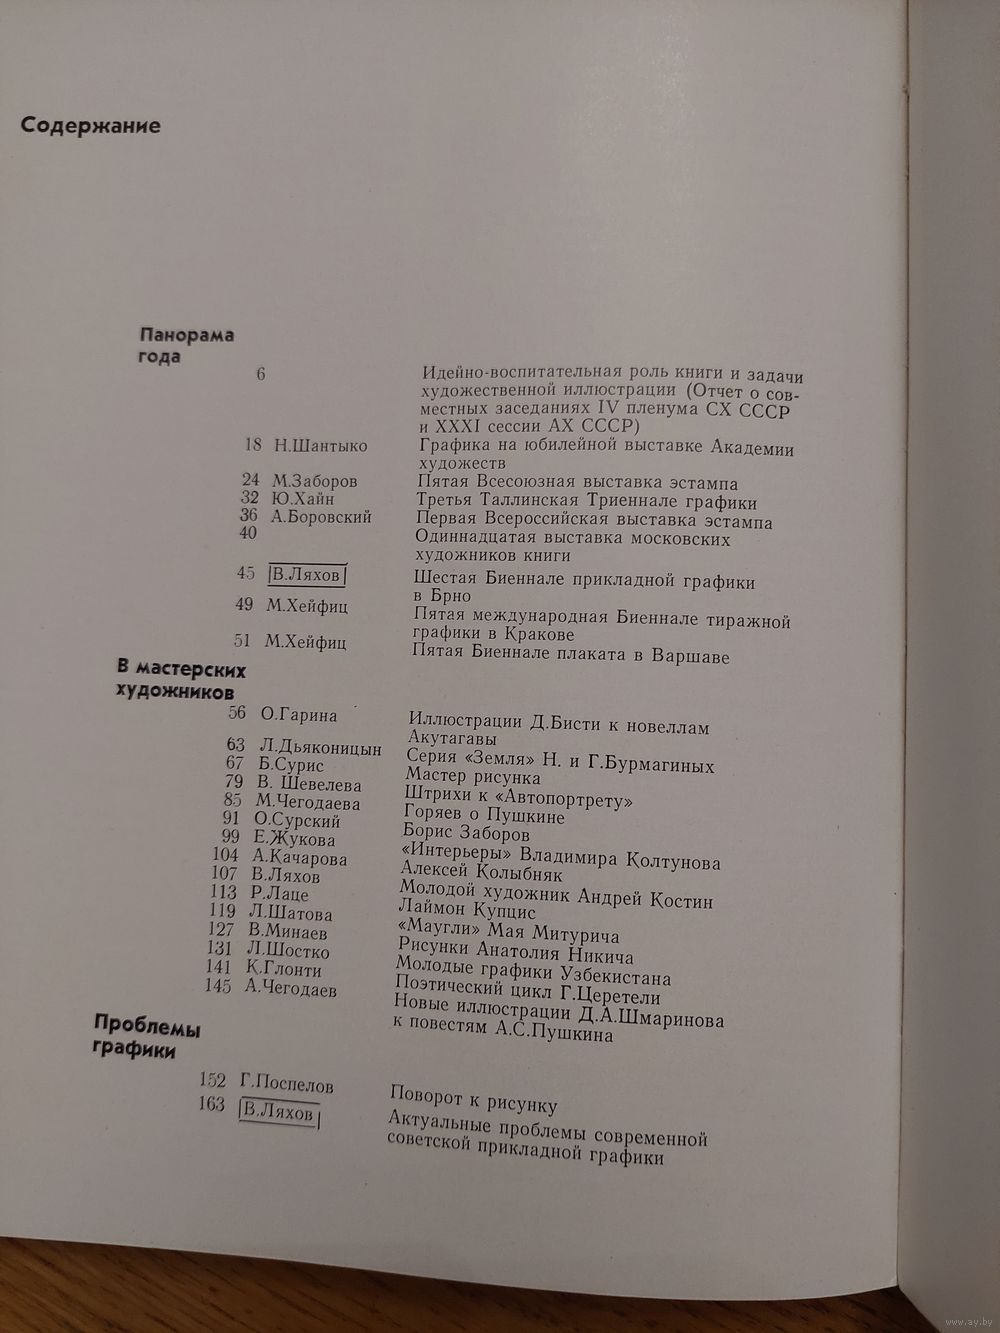 Содержание
Панорама
года
6 Идейно-воспитательная роль книги и задачи
художественной иллюстрации (Отчет о сов-
местных заседаниях IV пленума СХ СССР
и XXXI сессии АХ СССР)
18 Н.Шантыко Графика на юбилейной выставке Академии
художеств
24 М.Заборов Пятая Всесоюзная выставка эстампа
32 Ю.Хайн Третья Таллинская Триеннале графики
36 А.Боровский Первая Всероссийская выставка эстампа
40 Одиннадцатая выставка московских
художников книги
45 В.Ляхов Шестая Биеннале прикладной графики
в Брно
49 М.Хейфиц Пятая международная Биеннале тиражной
графики в Кракове
51 М.Хейфиц Пятая Биеннале плаката в Варшаве
В мастерских
художников
56 О.Гарина Иллюстрации Д.Бисти к новеллам
Акутагавы
63 Л.Дьяконицын Серия «Земля» Н. и Г.Бурмагиных
67 Б.Сурис Мастер рисунка
79 В. Шевелева Штрихи к «Автопортрету»
85 М.Чегодаева Горяев о Пушкине
91 О.Сурский Борис Заборов
99 Е.Жукова «Интерьеры» Владимира Колтунова
104 А.Качарова Алексей Колыбняк
107 В.Ляхов Молодой художник Андрей Костин
113 Р.Лаце Лаймон Купцис
119 Л.Шатова «Маугли» Мая Митурича
127 В.Минаев Рисунки Анатолия Никича
131 Л.Шостко Молодые графики Узбекистана
141 К.Глонти Поэтический цикл Г.Церетели
145 А.Чегодаев Новые иллюстрации Д.А.Шмаринова
к повестям А.С.Пушкина
Проблемы
графики
152 Г.Поспелов Поворот к рисунку
163 В.Ляхов Актуальные проблемы современной
советской прикладной графики
www.ay.by